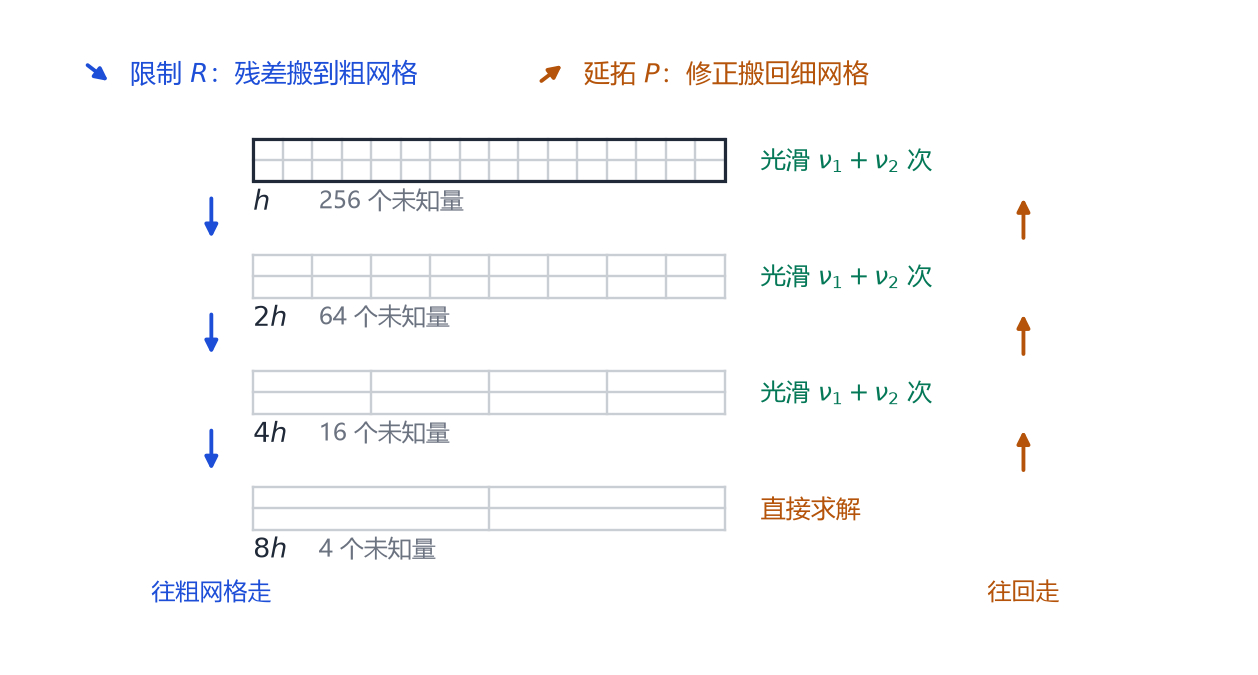 限制 R：残差搬到粗网格
延拓 P：修正搬回细网格
光滑 ν₁ + ν₂ 次
h 256 个未知量
光滑 ν₁ + ν₂ 次
2h 64 个未知量
光滑 ν₁ + ν₂ 次
4h 16 个未知量
直接求解
8h 4 个未知量
往粗网格走
往回走